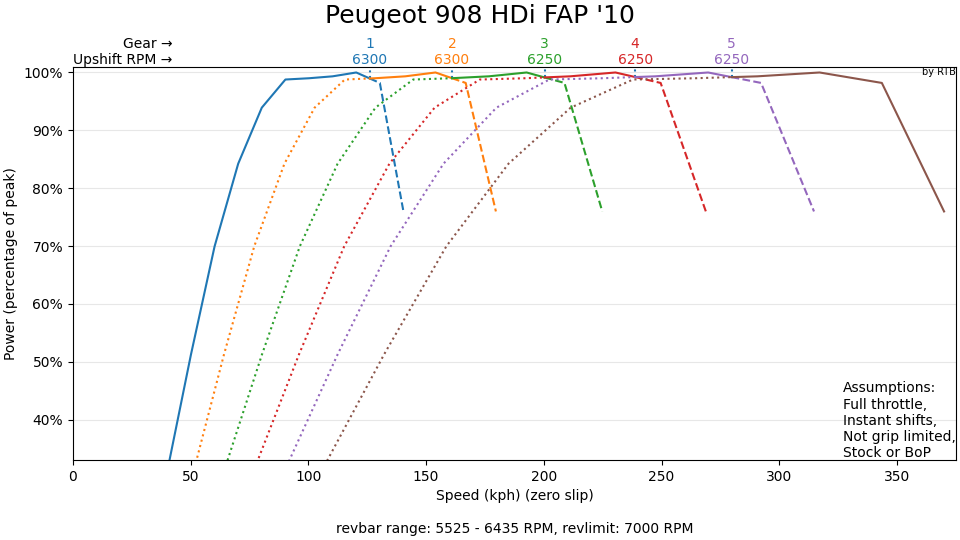 Peugeot 908 HDi FAP '10
Gear → 1 2 3 4 5
Upshift RPM → 6300 6300 6250 6250 6250
by RTB
100%
90%
80%
70%
60%
50%
40%
Power (percentage of peak)
Assumptions:
Full throttle,
Instant shifts,
Not grip limited,
Stock or BoP
0 50 100 150 200 250 300 350
Speed (kph) (zero slip)
revbar range: 5525 - 6435 RPM, revlimit: 7000 RPM